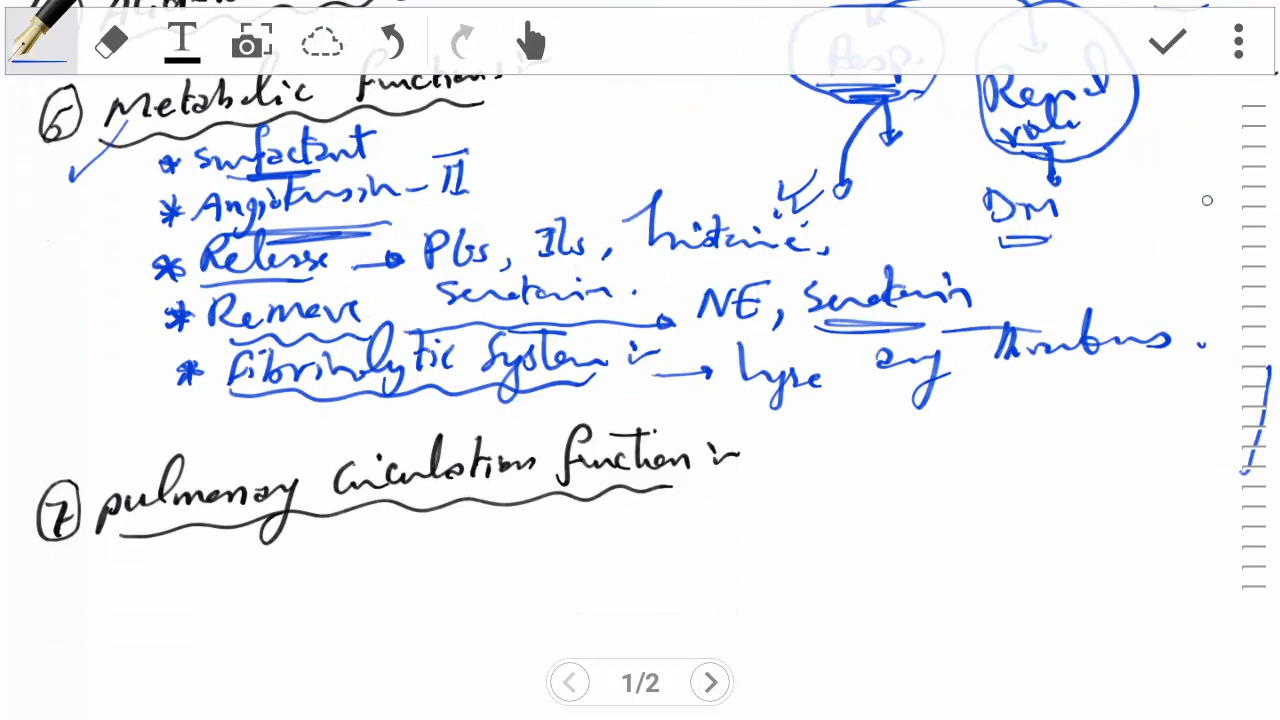 T
Resp.
6 Metabolic function:
Renal role
* Surfactant
* Angiotensin-II
DM
* Release → PGs, ILs, histamine,
serotonin.
* Remove → NE, Serotonin
* Fibrinolytic System :- → lyse any thrombus.
7 pulmonary circulation function :-
1/2